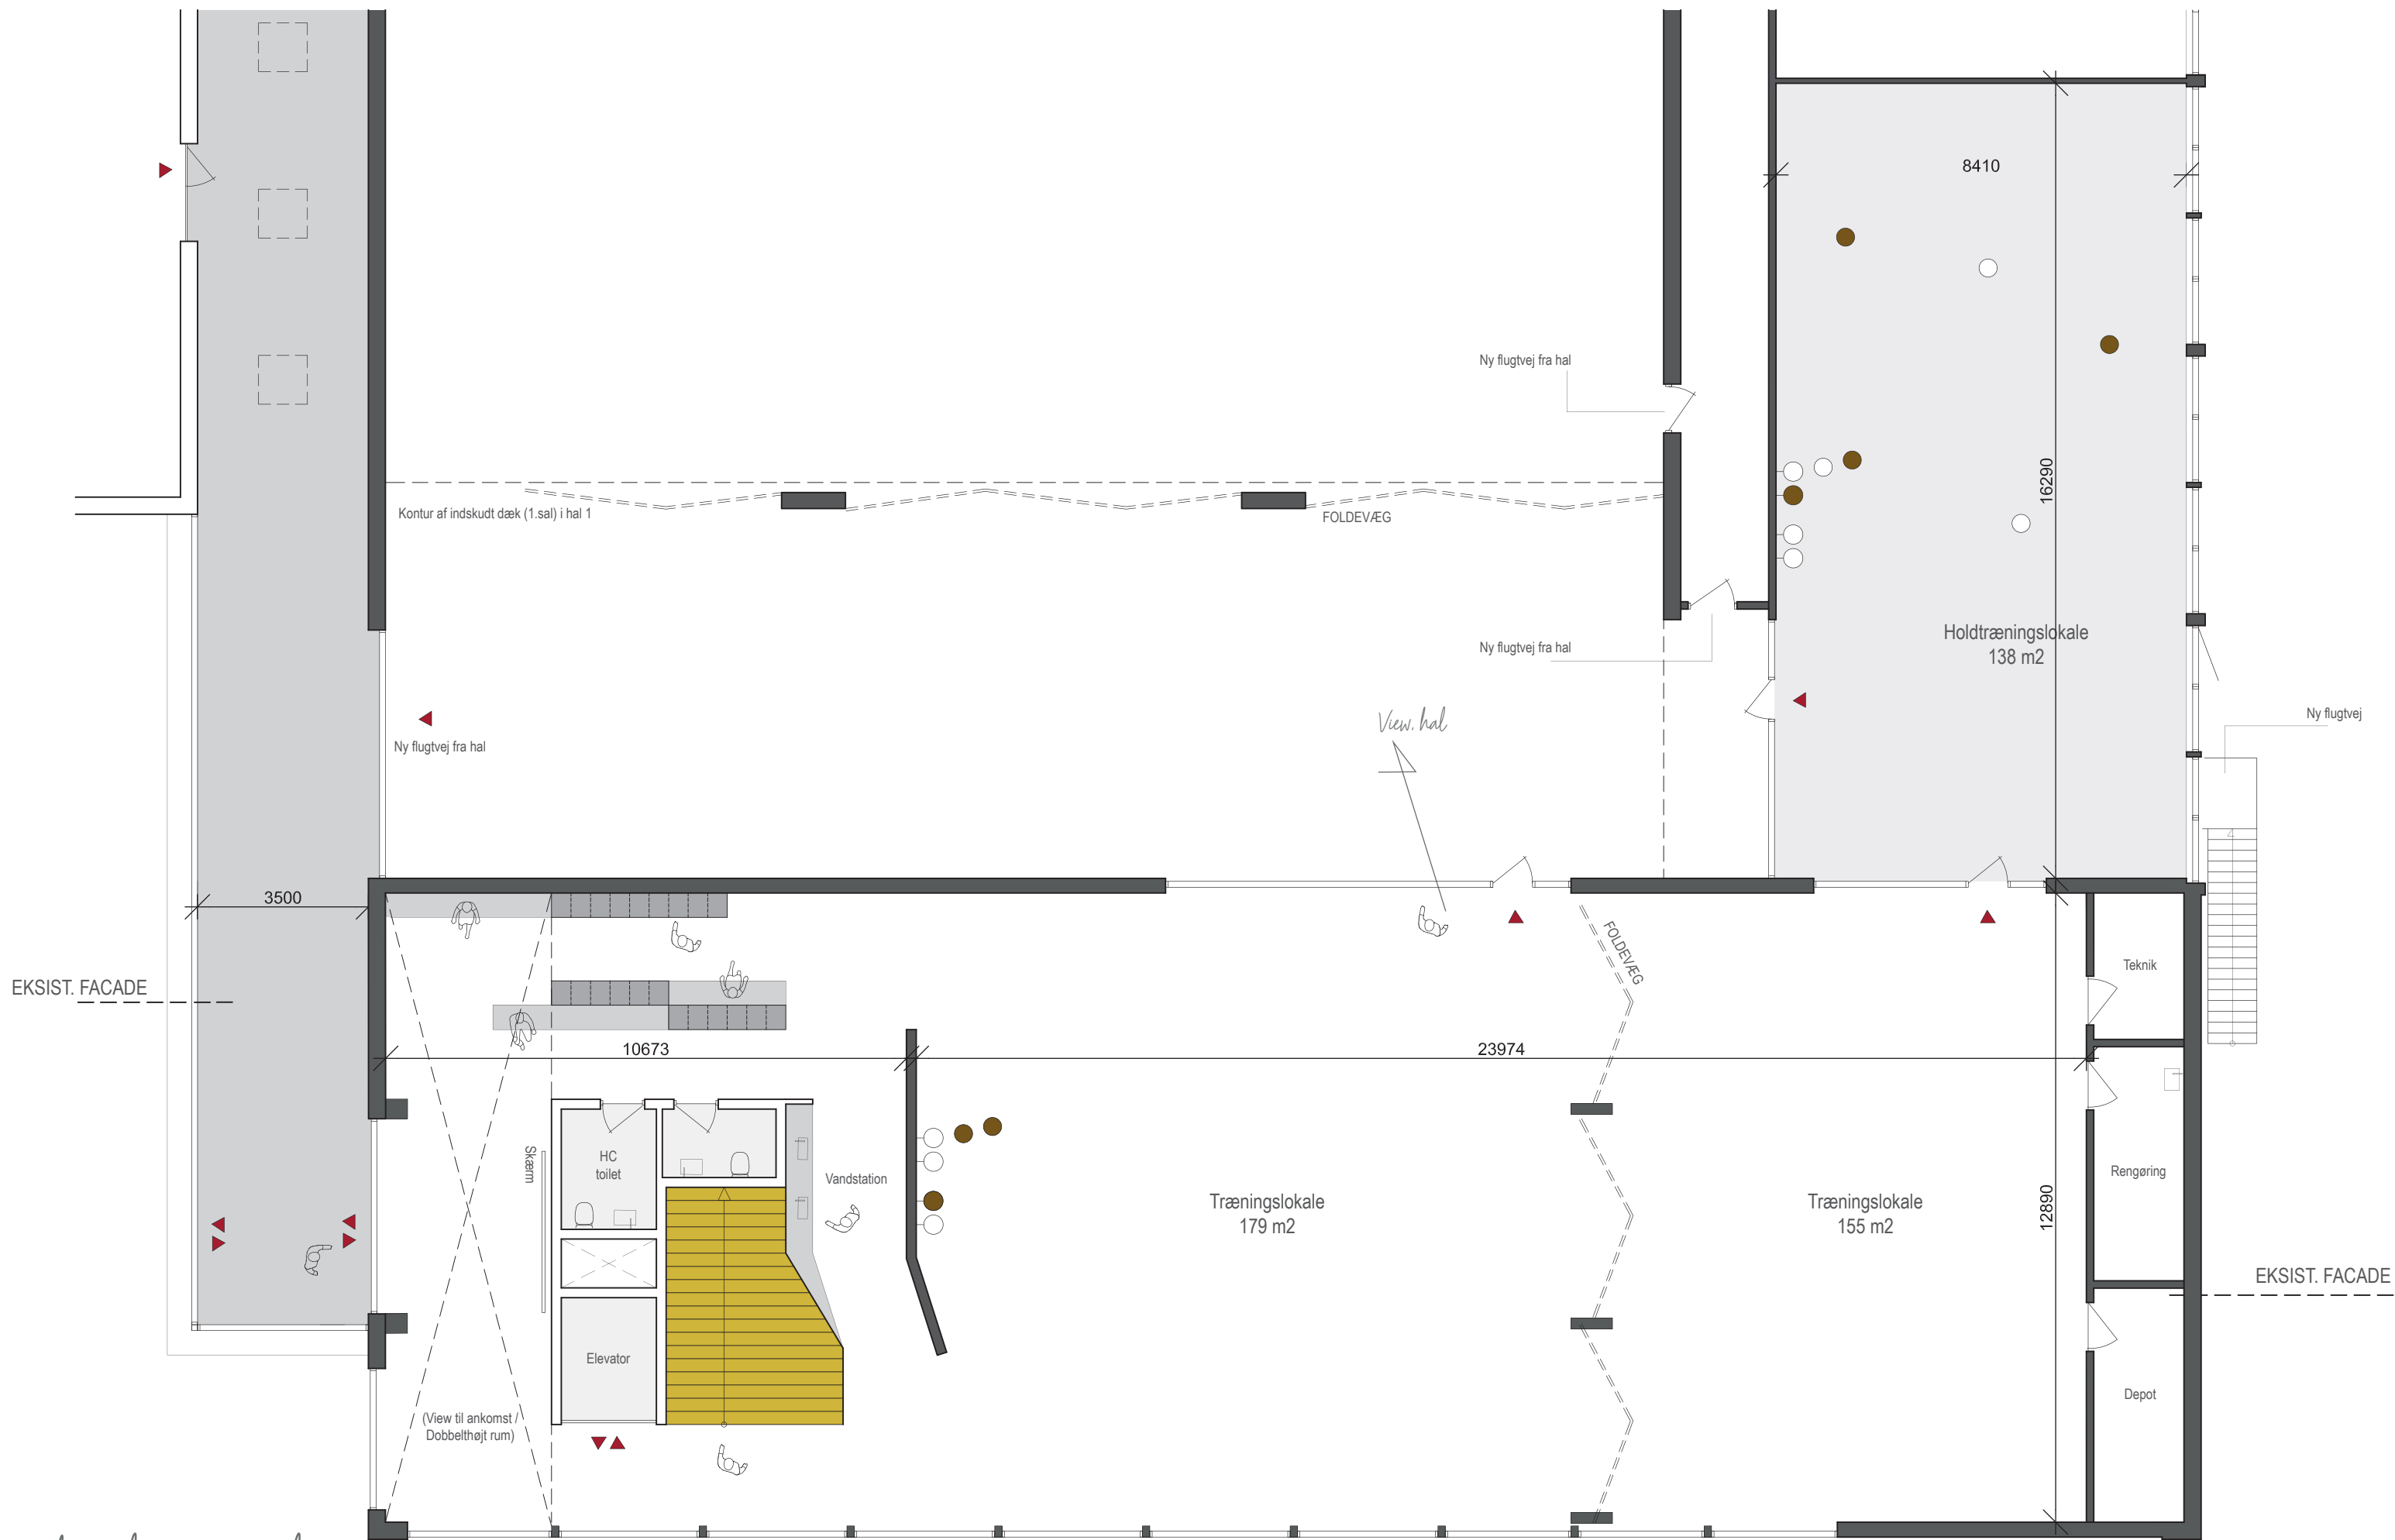 8410
Ny flugtvej fra hal
16290
Kontur af indskudt dæk (1.sal) i hal 1
FOLDEVÆG
Holdtræningslokale
138 m2
Ny flugtvej fra hal
View. hal
Ny flugtvej
Ny flugtvej fra hal
3500
FOLDEVÆG
Teknik
EKSIST. FACADE
10673
23974
Skærm
HC
toilet
Vandstation
Rengøring
Træningslokale
179 m2
Træningslokale
155 m2
12890
EKSIST. FACADE
Elevator
Depot
(View til ankomst /
Dobbelthøjt rum)